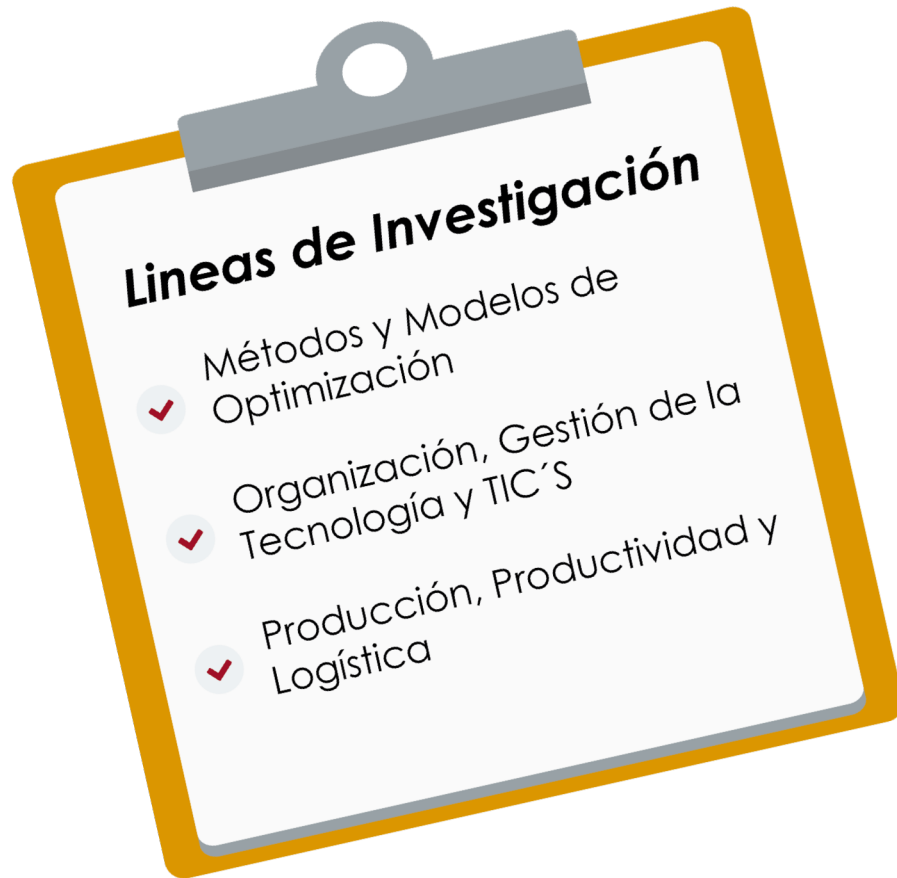 Lineas de Investigación
Métodos y Modelos de
Optimización
Organización, Gestión de la
Tecnología y TIC´S
Producción, Productividad y
Logística